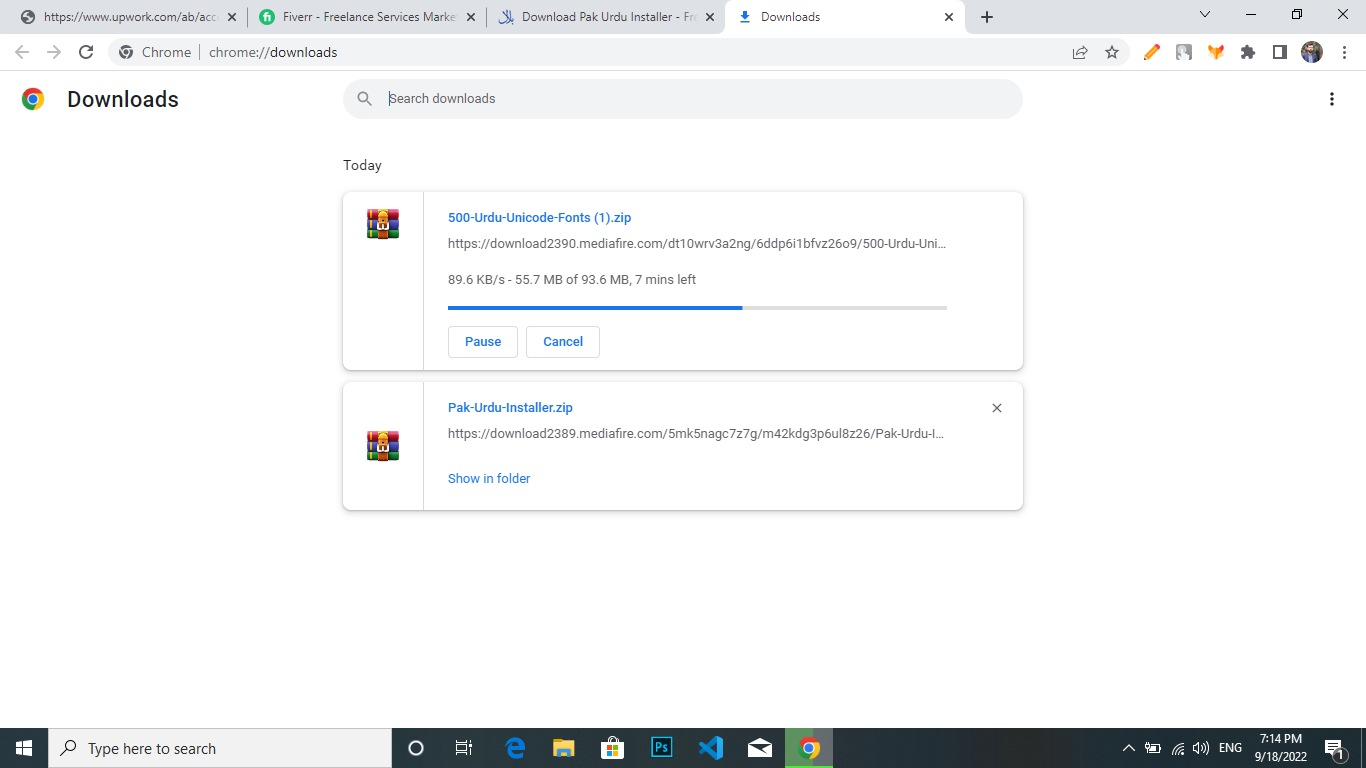 https://www.upwork.com/ab/acc
Fiverr - Freelance Services Marke
Download Pak Urdu Installer - Fre
Downloads
Chrome
chrome://downloads
Downloads
Search downloads
Today
500-Urdu-Unicode-Fonts (1).zip
https://download2390.mediafire.com/dt10wrv3a2ng/6ddp6i1bfvz26o9/500-Urdu-Uni...
89.6 KB/s - 55.7 MB of 93.6 MB, 7 mins left
Pause
Cancel
Pak-Urdu-Installer.zip
https://download2389.mediafire.com/5mk5nagc7z7g/m42kdg3p6ul8z26/Pak-Urdu-I...
Show in folder
Type here to search
Ps
ENG
7:14 PM
9/18/2022
1